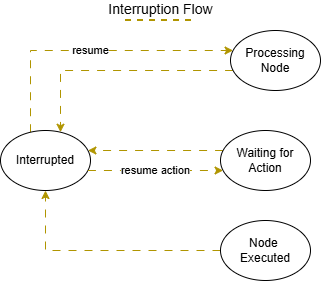 Interruption Flow
resume
Processing
Node
Interrupted
Waiting for
Action
resume action
Node
Executed